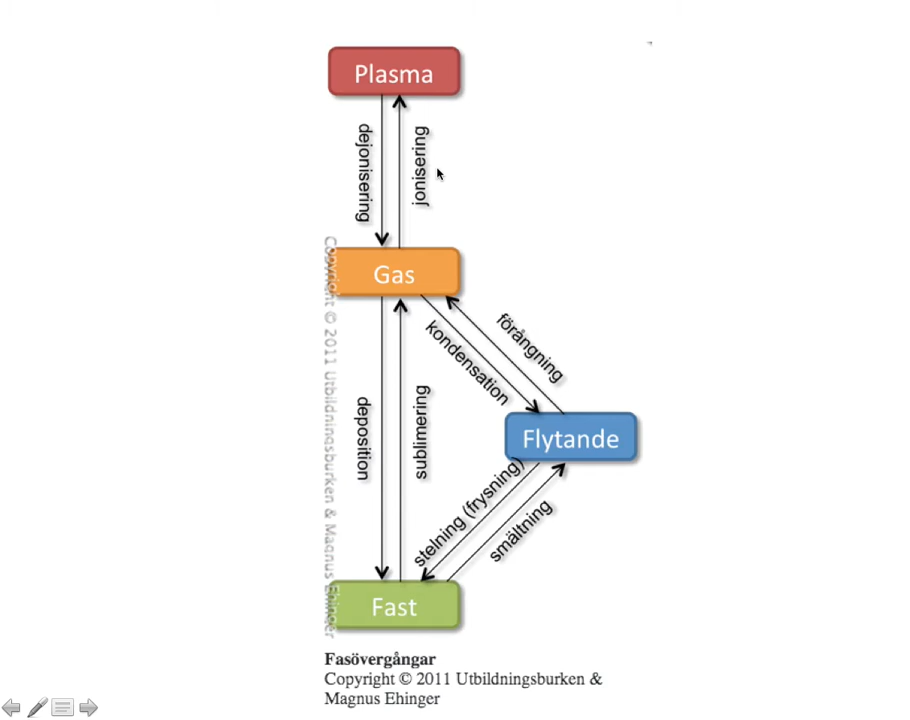 Plasma
dejonisering
jonisering
Gas
kondensation
förångning
deposition
sublimering
Flytande
stelning (frysning)
smältning
Fast
Copyright © 2011 Utbildningsburken & Magnus Ehinger
Fasövergångar
Copyright © 2011 Utbildningsburken &
Magnus Ehinger